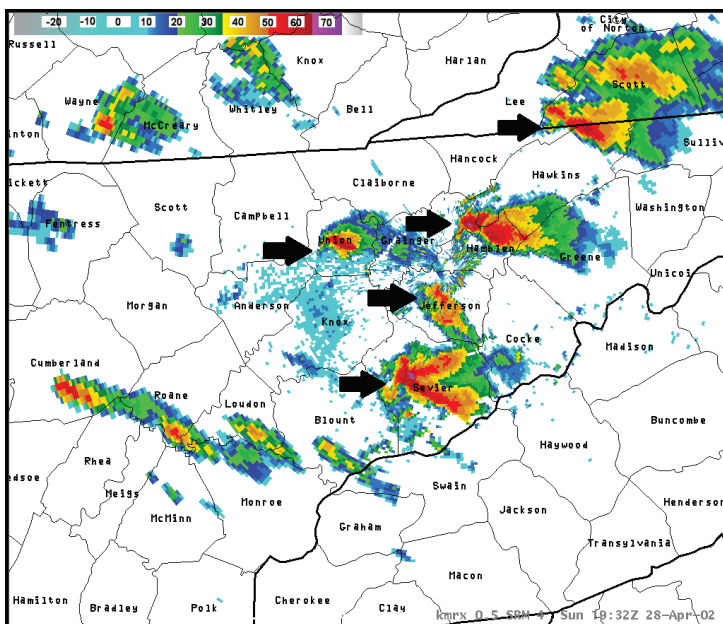 -20 -10 0 10 20 30 40 50 60 70
City
of Norton
Russell
Knox
Harlan
Scott
Wayne
Whitley
Bell
Lee
McCreary
inton
Sulliv
Hancock
Hawkins
Claiborne
ickett
Scott
Campbell
Washington
Fentress
Union
Grainger
Hamblen
Greene
Unicoi
Morgan
Anderson
Jefferson
Knox
Cocke
Madison
Cumberland
Sevier
Roane
Loudon
Blount
Buncombe
Haywood
Rhea
edsoe
Meigs
Monroe
Swain
Henderson
McMinn
Jackson
Graham
Transylvania
Macon
Hamilton
Bradley
Polk
Cherokee
Clay
kmrx 0.5 SRM 4 Sun 19:32Z 28-Apr-02